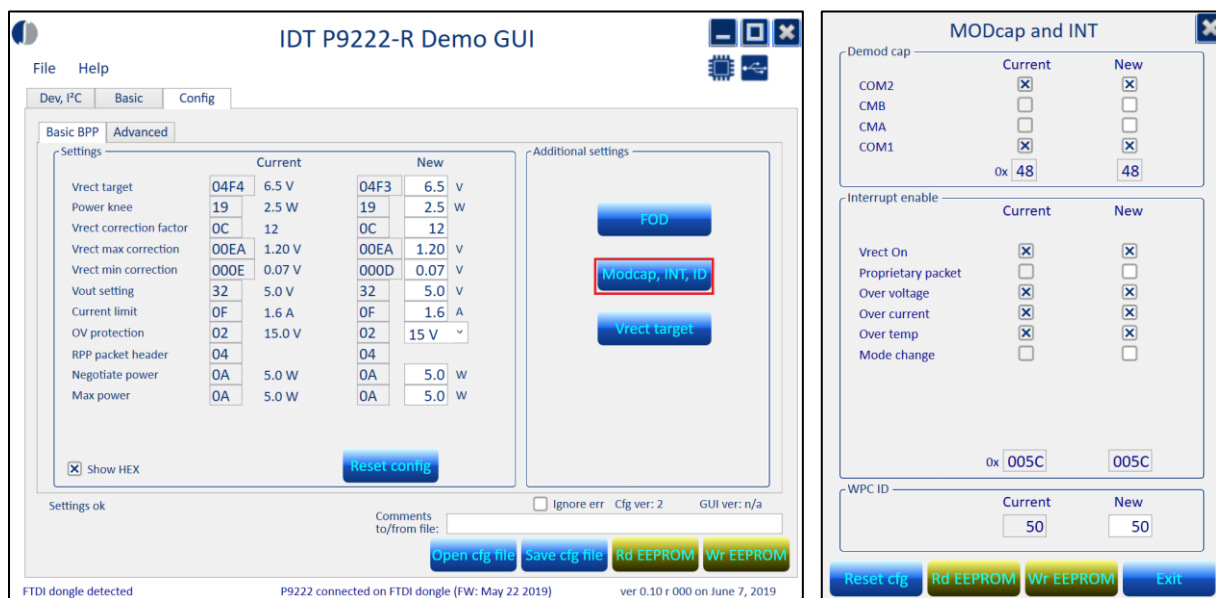 IDT P9222-R Demo GUI
File Help
Dev, I²C Basic Config
Basic BPP Advanced
Settings
Current New
Vrect target 04F4 6.5 V 04F3 6.5 V
Power knee 19 2.5 W 19 2.5 W
Vrect correction factor 0C 12 0C 12
Vrect max correction 00EA 1.20 V 00EA 1.20 V
Vrect min correction 000E 0.07 V 000D 0.07 V
Vout setting 32 5.0 V 32 5.0 V
Current limit 0F 1.6 A 0F 1.6 A
OV protection 02 15.0 V 02 15 V
RPP packet header 04 04
Negotiate power 0A 5.0 W 0A 5.0 W
Max power 0A 5.0 W 0A 5.0 W
Show HEX
Reset config
Additional settings
FOD
Modcap, INT, ID
Vrect target
Settings ok
Ignore err Cfg ver: 2 GUI ver: n/a
Comments
to/from file:
Open cfg file Save cfg file Rd EEPROM Wr EEPROM
FTDI dongle detected P9222 connected on FTDI dongle (FW: May 22 2019) ver 0.10 r 000 on June 7, 2019
MODcap and INT
Demod cap
Current New
COM2
CMB
CMA
COM1
0x 48 48
Interrupt enable
Current New
Vrect On
Proprietary packet
Over voltage
Over current
Over temp
Mode change
0x 005C 005C
WPC ID
Current New
50 50
Reset cfg Rd EEPROM Wr EEPROM Exit